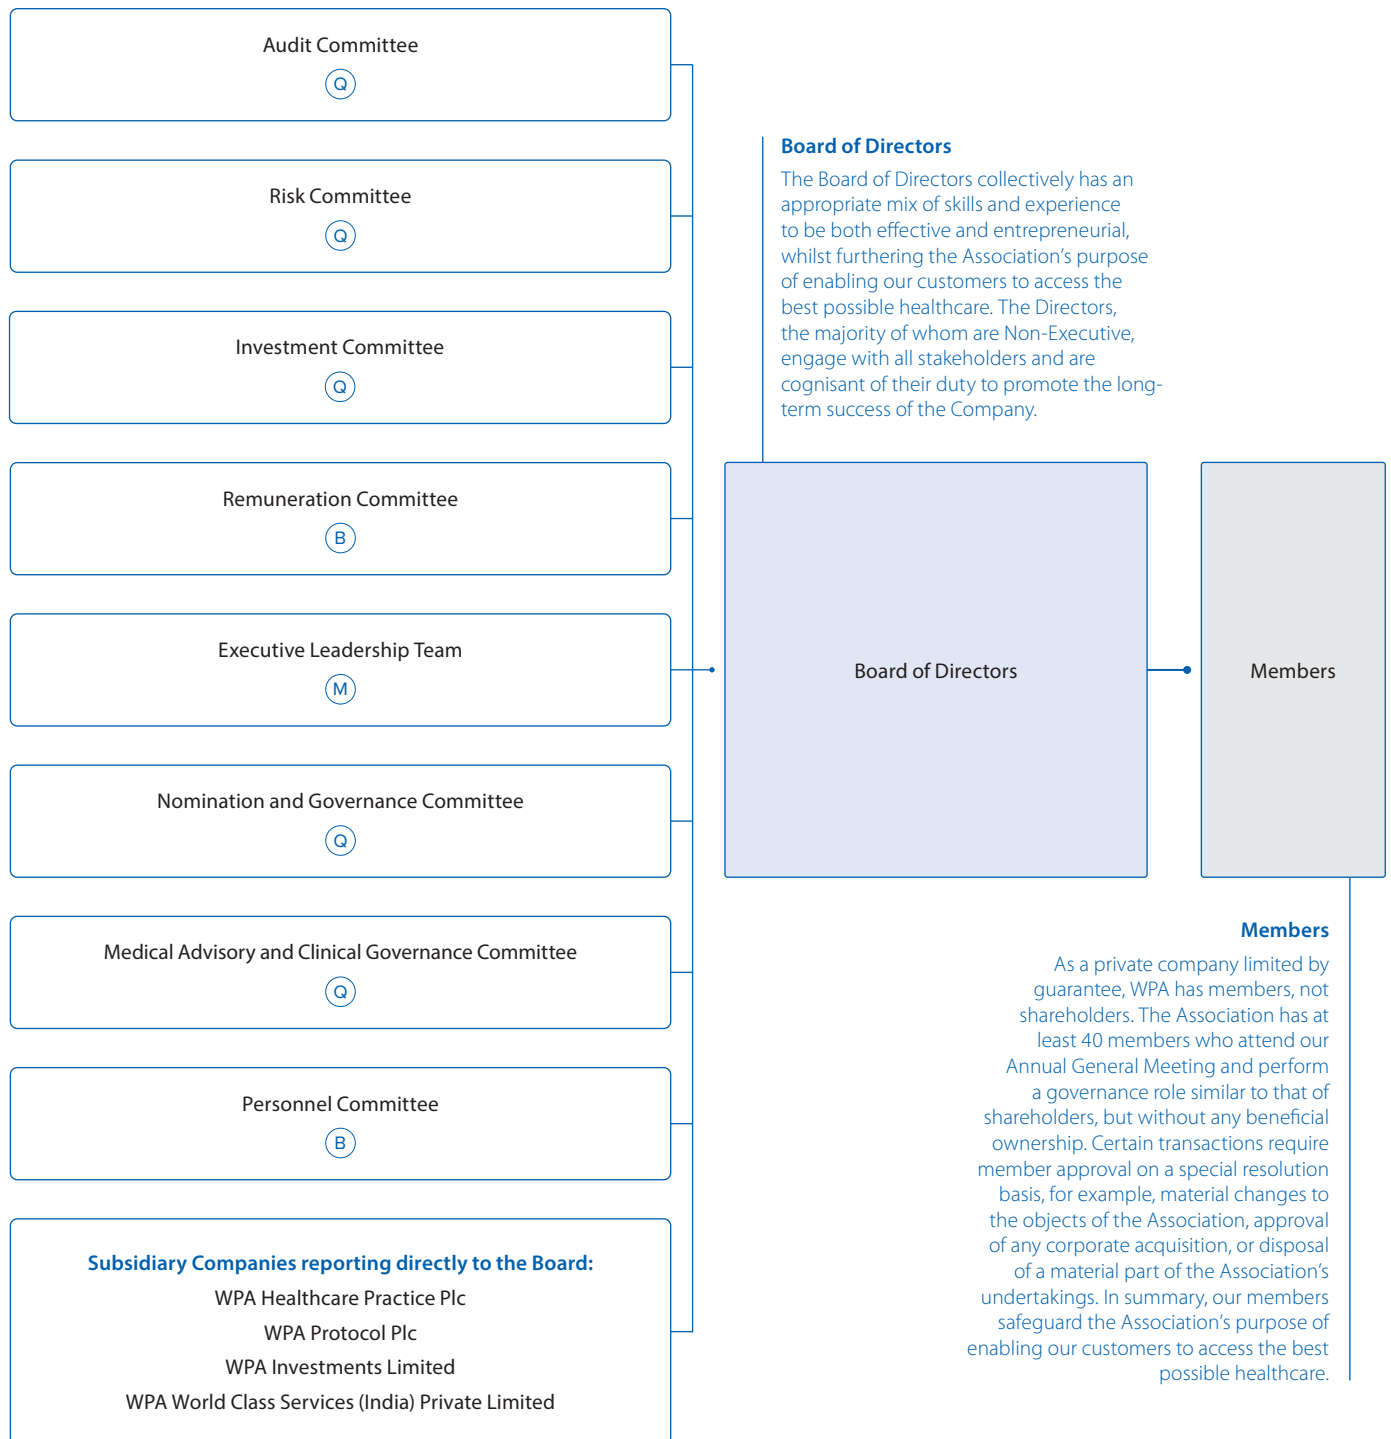 Audit Committee
Q
Risk Committee
Q
Investment Committee
Q
Remuneration Committee
B
Executive Leadership Team
M
Nomination and Governance Committee
Q
Medical Advisory and Clinical Governance Committee
Q
Personnel Committee
B
Subsidiary Companies reporting directly to the Board:
WPA Healthcare Practice Plc
WPA Protocol Plc
WPA Investments Limited
WPA World Class Services (India) Private Limited
Board of Directors
The Board of Directors collectively has an
appropriate mix of skills and experience
to be both effective and entrepreneurial,
whilst furthering the Association’s purpose
of enabling our customers to access the
best possible healthcare. The Directors,
the majority of whom are Non-Executive,
engage with all stakeholders and are
cognisant of their duty to promote the long-
term success of the Company.
Board of Directors
Members
Members
As a private company limited by
guarantee, WPA has members, not
shareholders. The Association has at
least 40 members who attend our
Annual General Meeting and perform
a governance role similar to that of
shareholders, but without any beneficial
ownership. Certain transactions require
member approval on a special resolution
basis, for example, material changes to
the objects of the Association, approval
of any corporate acquisition, or disposal
of a material part of the Association’s
undertakings. In summary, our members
safeguard the Association’s purpose of
enabling our customers to access the best
possible healthcare.